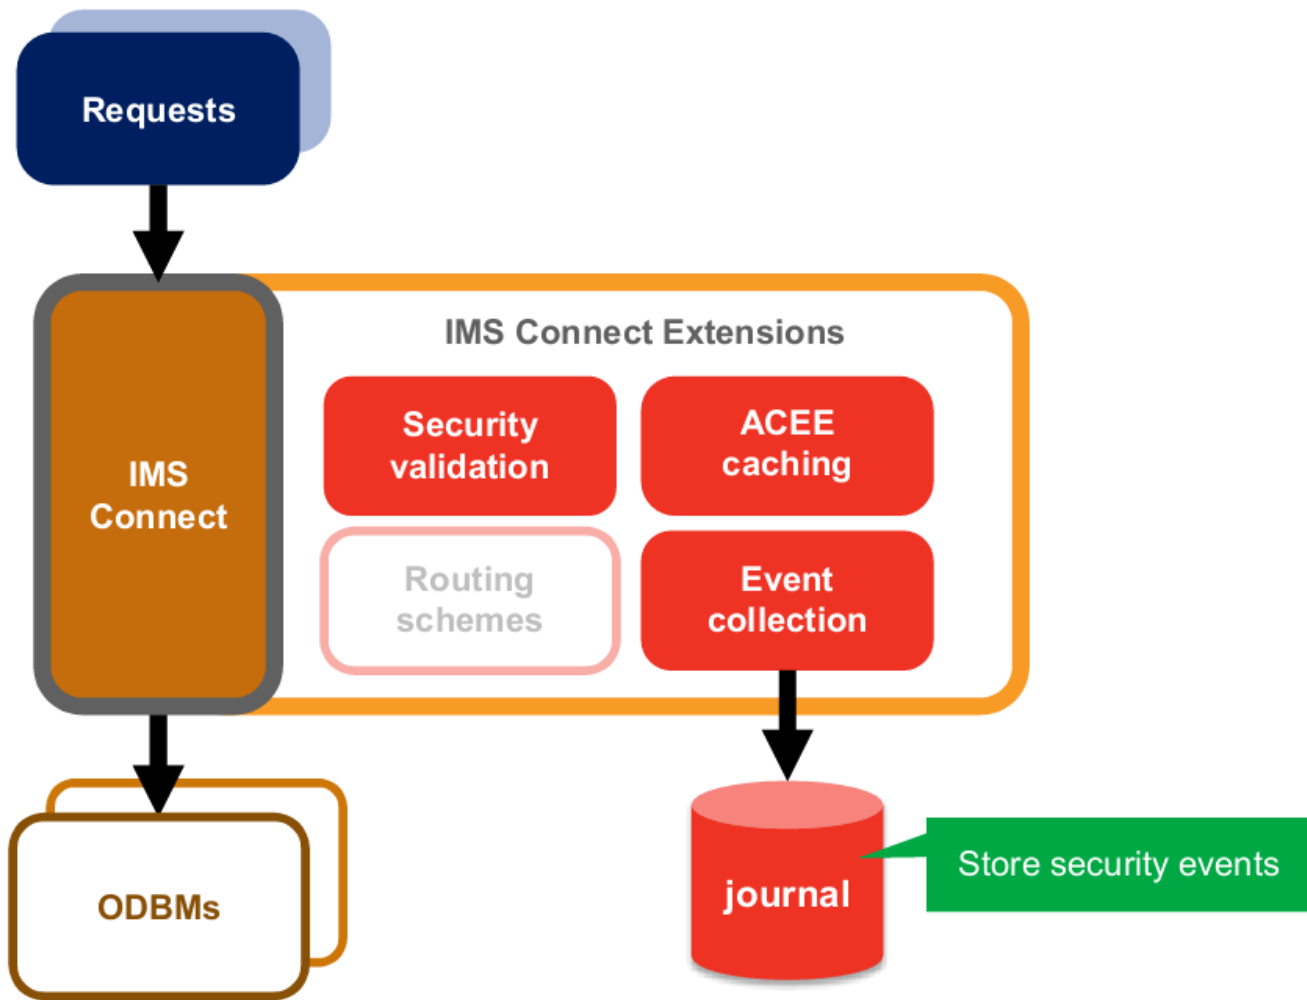 Requests
IMS Connect Extensions
Security
validation
ACEE
caching
IMS
Connect
Routing
schemes
Event
collection
ODBMs
journal
Store security events